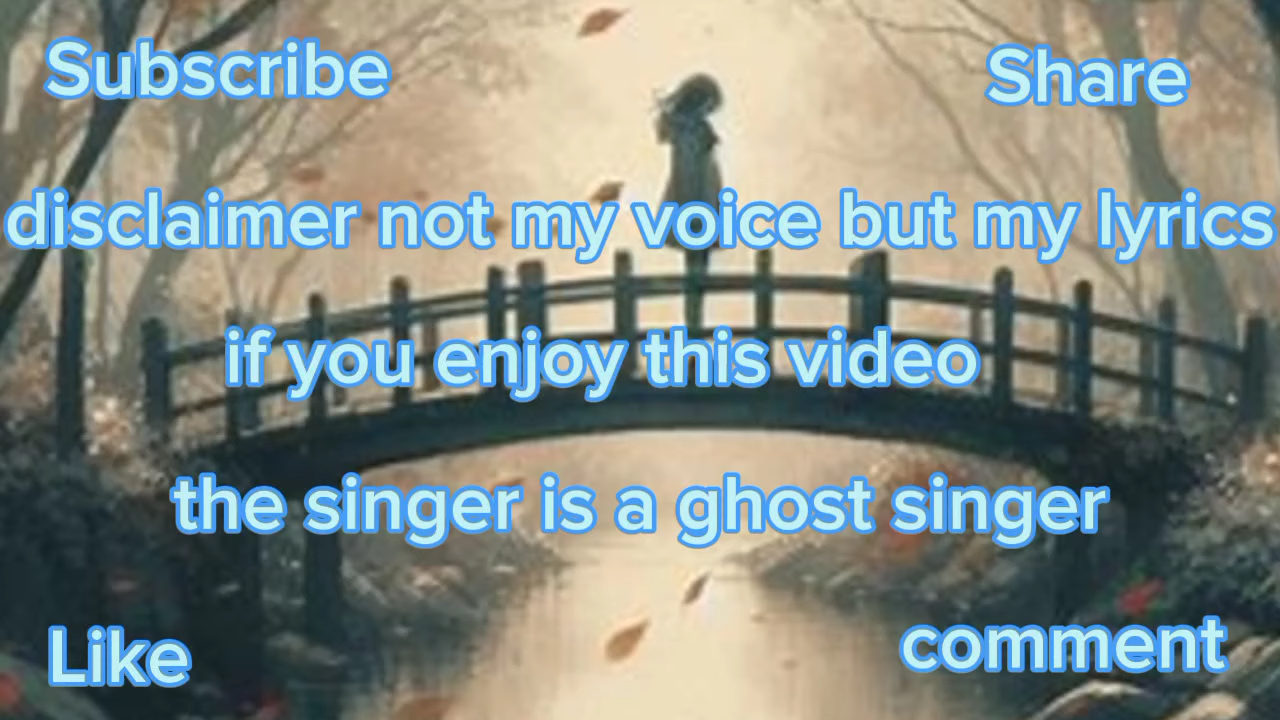 Subscribe
Share
disclaimer not my voice but my lyrics
if you enjoy this video
the singer is a ghost singer
Like
comment